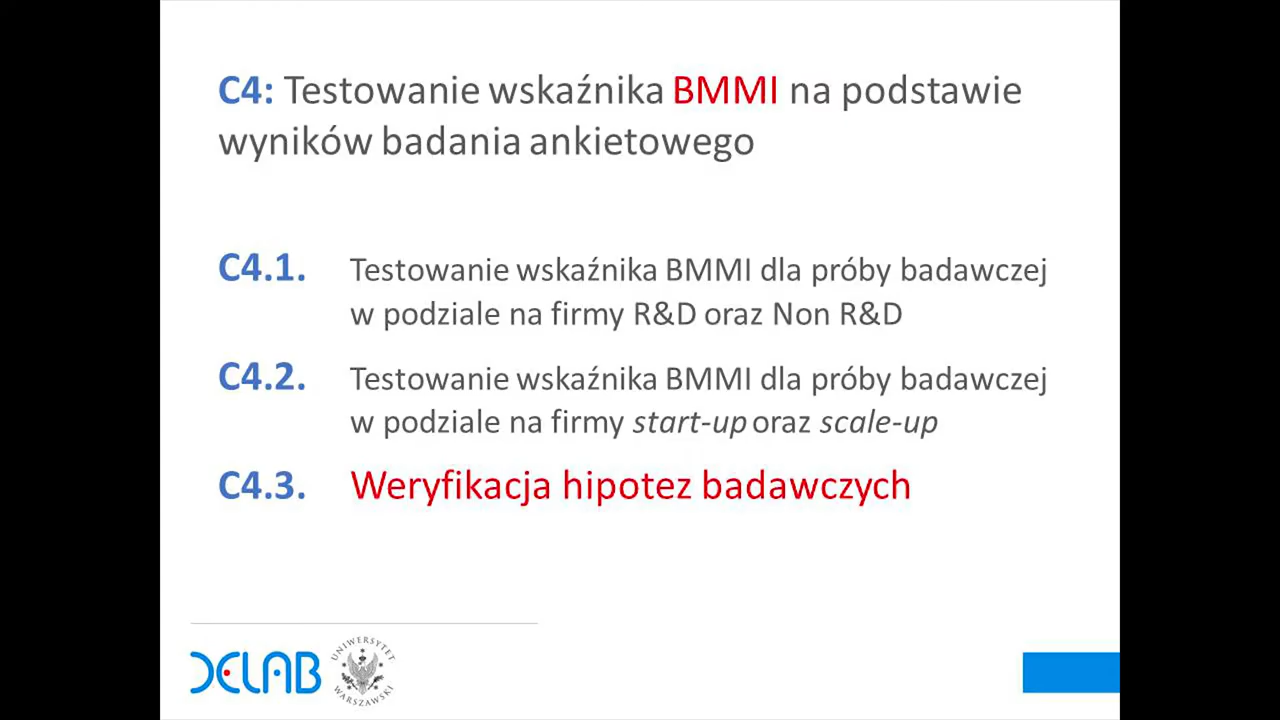 C4: Testowanie wskaźnika BMMI na podstawie
wyników badania ankietowego
C4.1. Testowanie wskaźnika BMMI dla próby badawczej
w podziale na firmy R&D oraz Non R&D
C4.2. Testowanie wskaźnika BMMI dla próby badawczej
w podziale na firmy start-up oraz scale-up
C4.3. Weryfikacja hipotez badawczych
DELAB
UNIWERSYTET
WARSZAWSKI